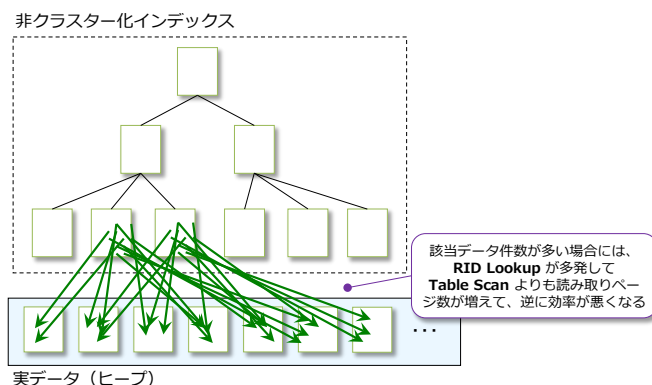 非クラスター化インデックス
該当データ件数が多い場合には、
RID Lookup が多発して
Table Scan よりも読み取りペー
ジ数が増えて、逆に効率が悪くなる
...
実データ（ヒープ）